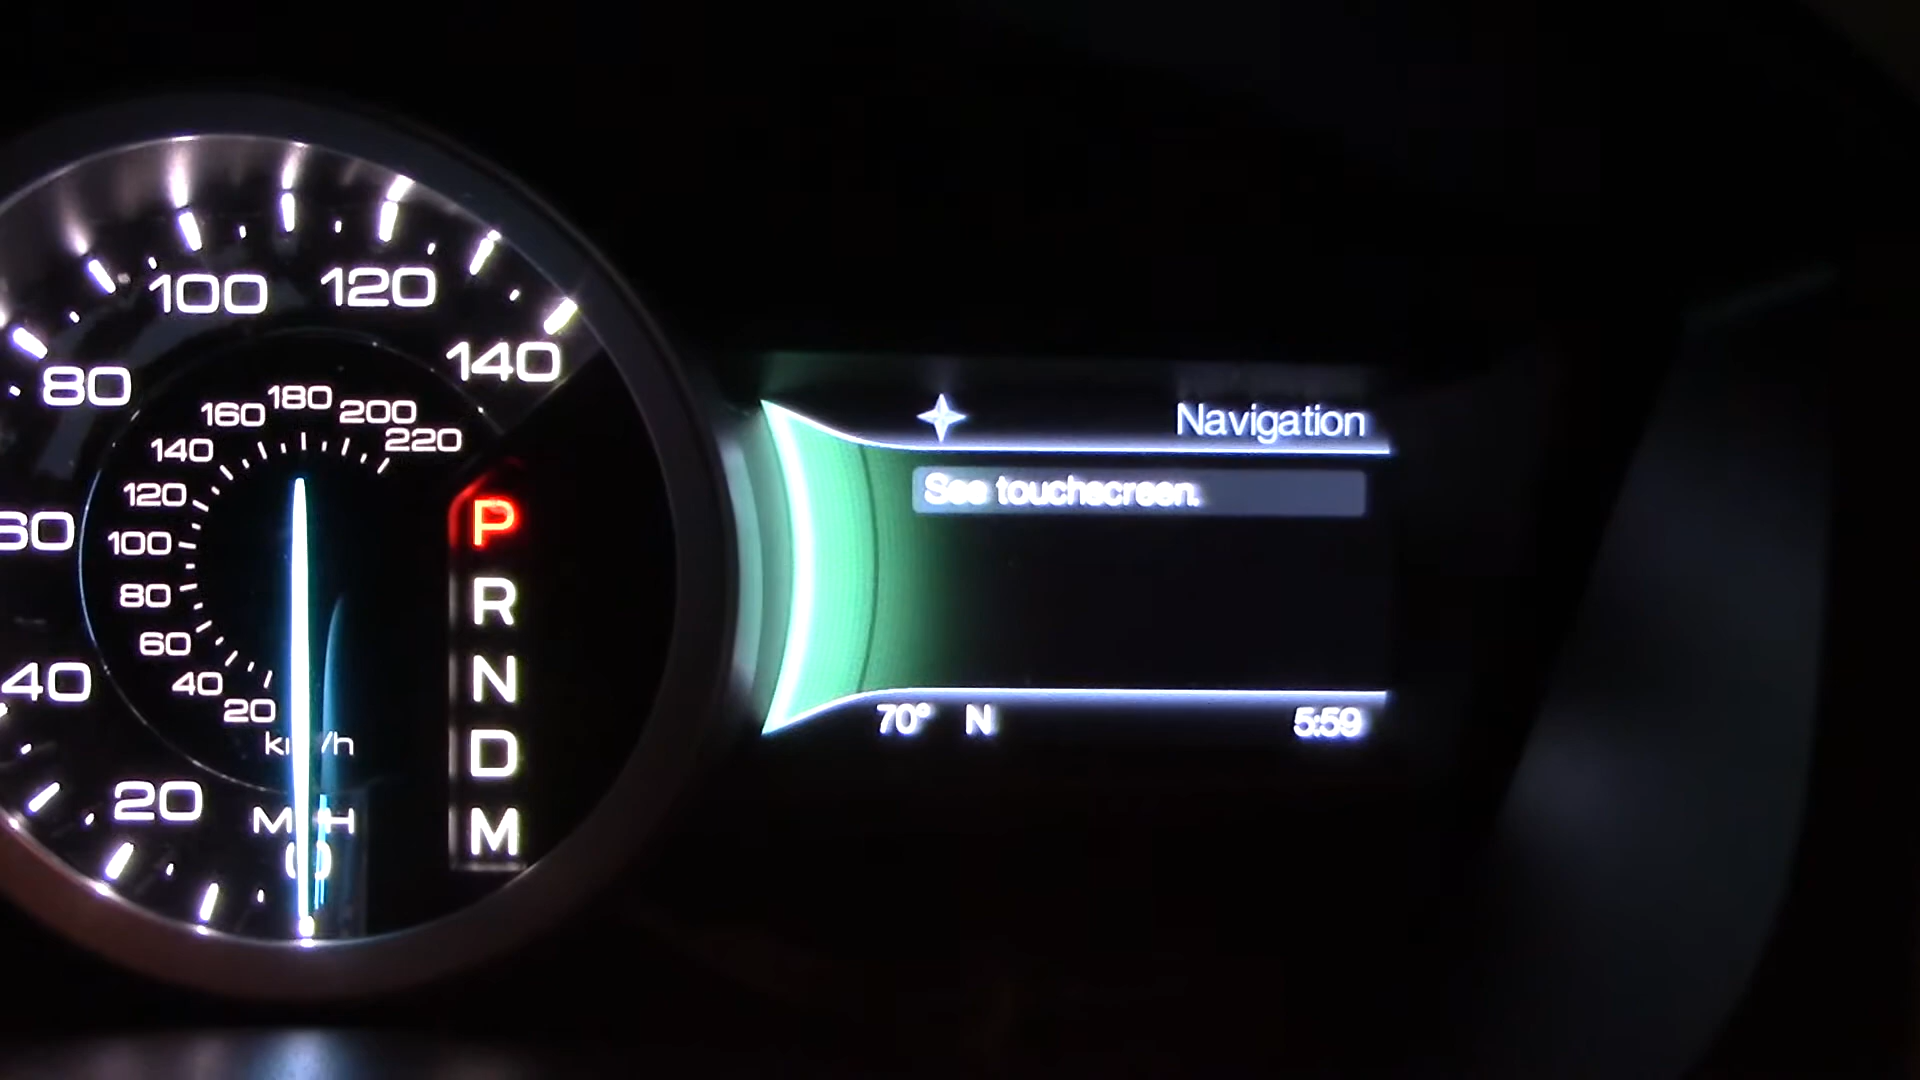 100 120
80 140
160 180 200
140 220
120
60 100
80
60
40 40
20
km/h
20 MPH
0
P
R
N
D
M
Navigation
See touchscreen.
70° N 5:59